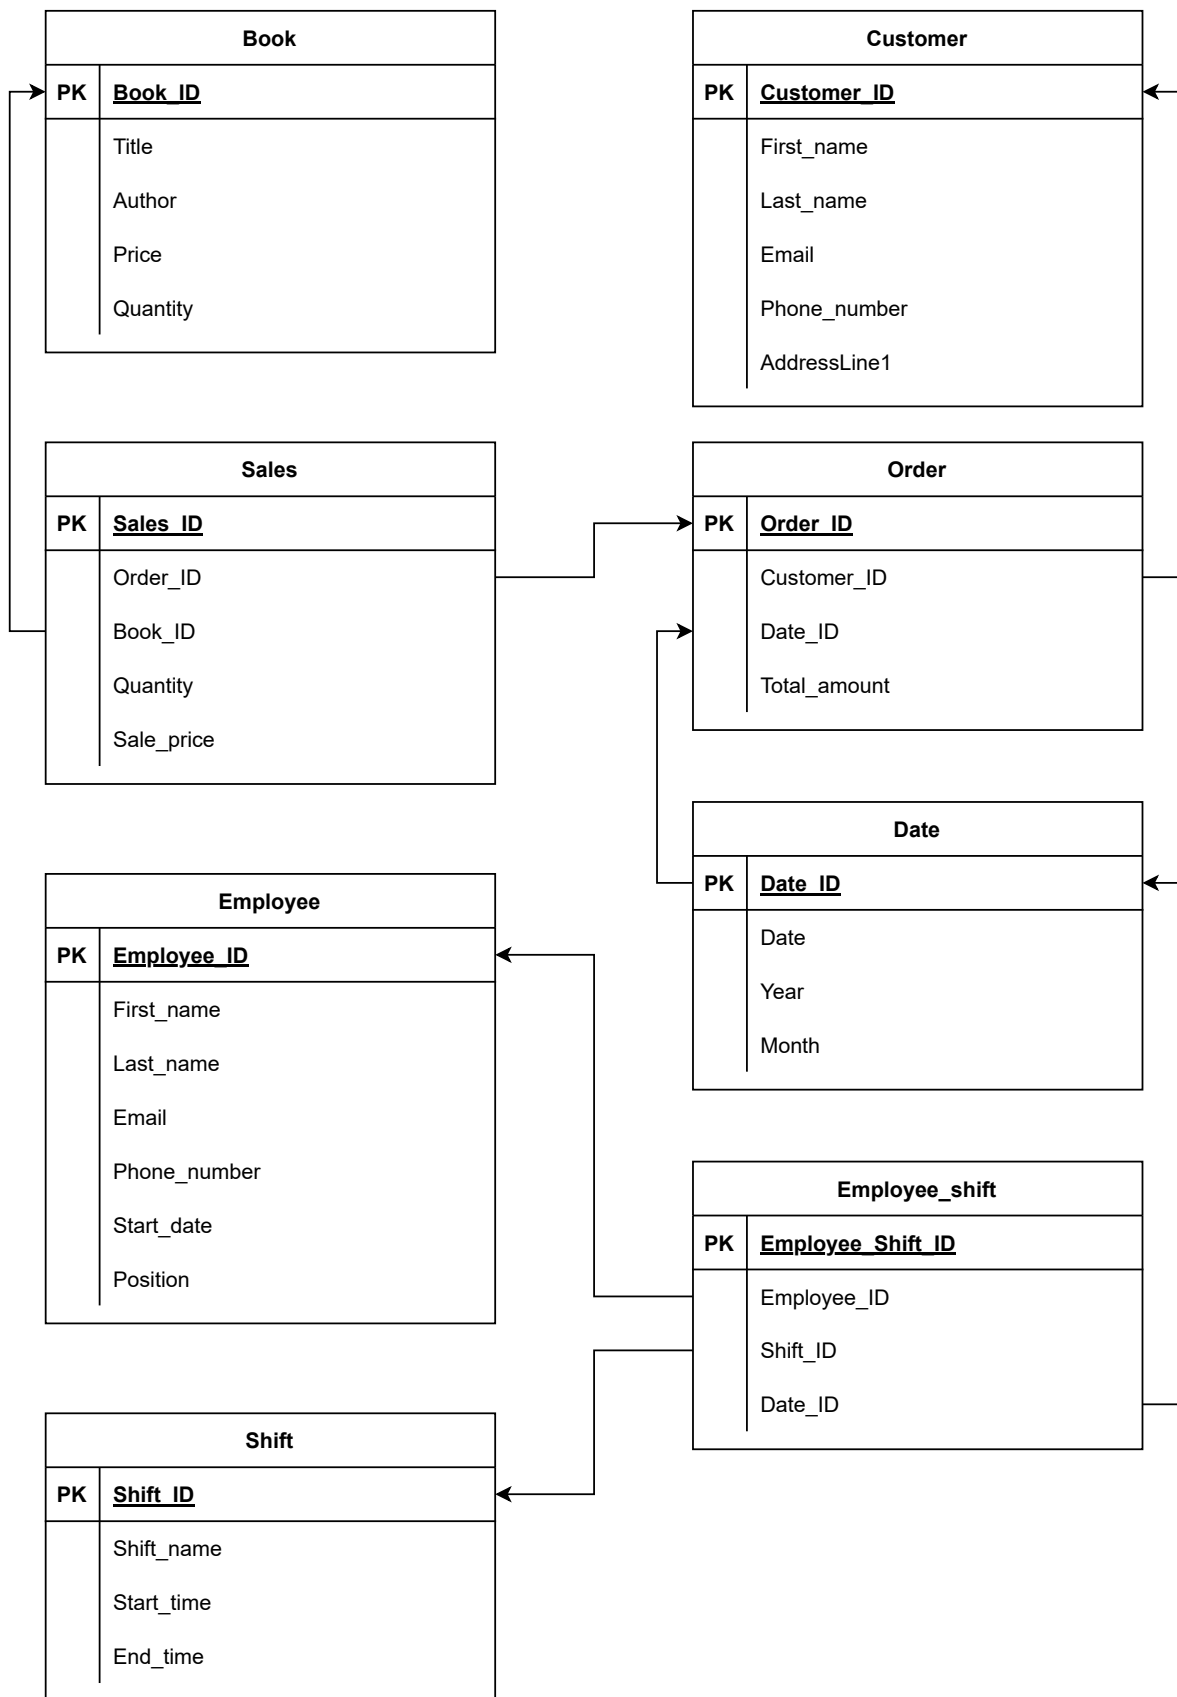 Book
PK Book_ID
Title
Author
Price
Quantity
Customer
PK Customer_ID
First_name
Last_name
Email
Phone_number
AddressLine1
Sales
PK Sales_ID
Order_ID
Book_ID
Quantity
Sale_price
Order
PK Order_ID
Customer_ID
Date_ID
Total_amount
Date
PK Date_ID
Date
Year
Month
Employee
PK Employee_ID
First_name
Last_name
Email
Phone_number
Start_date
Position
Employee_shift
PK Employee_Shift_ID
Employee_ID
Shift_ID
Date_ID
Shift
PK Shift_ID
Shift_name
Start_time
End_time